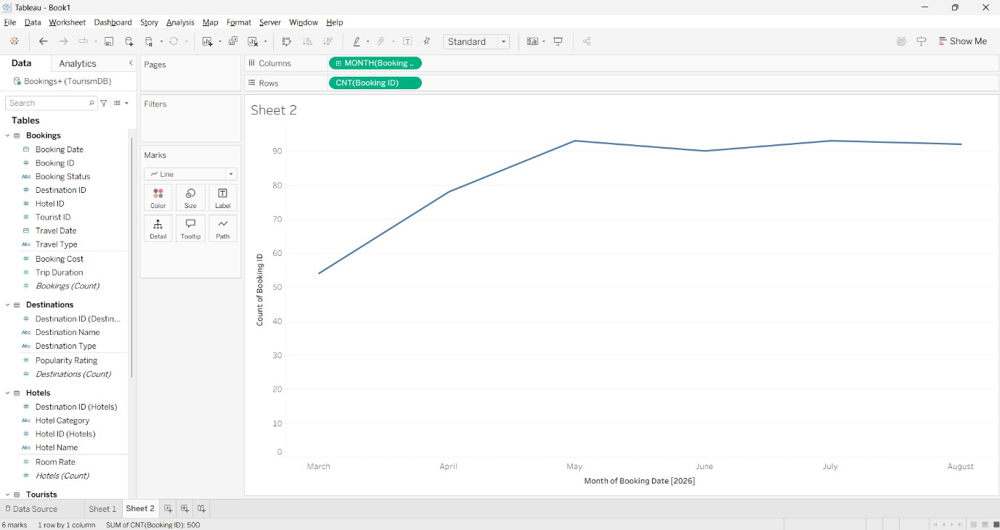 Tableau - Book1
File Data Worksheet Dashboard Story Analysis Map Format Server Window Help
Standard
Show Me
Data Analytics
Bookings+ (TourismDB)
Search
Tables
Bookings
Booking Date
Booking ID
Abc Booking Status
Destination ID
Hotel ID
Tourist ID
Travel Date
Abc Travel Type
Booking Cost
Trip Duration
Bookings (Count)
Destinations
Destination ID (Destin...
Abc Destination Name
Abc Destination Type
Popularity Rating
Destinations (Count)
Hotels
Destination ID (Hotels)
Abc Hotel Category
Hotel ID (Hotels)
Abc Hotel Name
Room Rate
Hotels (Count)
Tourists
Pages
Filters
Marks
Line
Color Size Label
Detail Tooltip Path
Columns MONTH(Booking ..
Rows CNT(Booking ID)
Sheet 2
Count of Booking ID
90
80
70
60
50
40
30
20
10
0
March April May June July August
Month of Booking Date [2026]
Data Source Sheet 1 Sheet 2
6 marks 1 row by 1 column SUM of CNT(Booking ID): 500